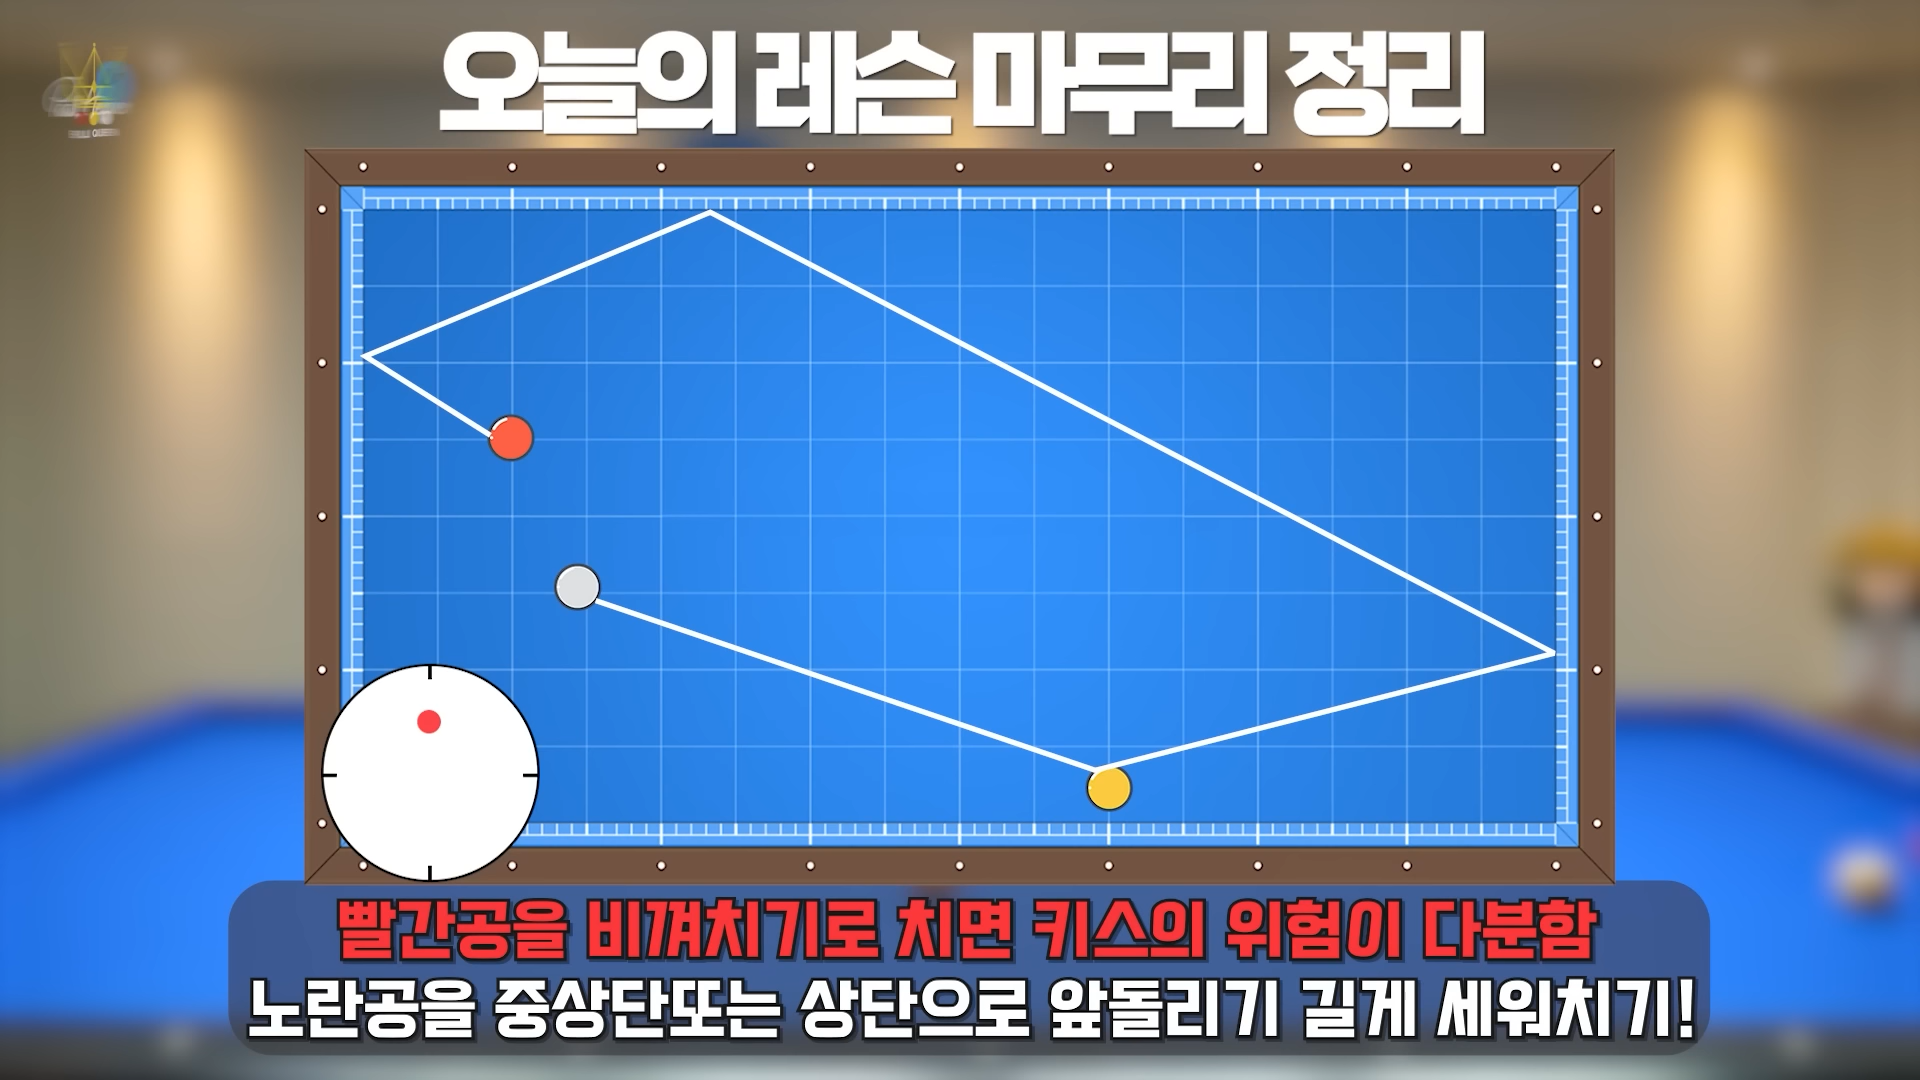 오늘의 레슨 마무리 정리
빨간공을 비껴치기로 치면 키스의 위험이 다분함
노란공을 중상단또는 상단으로 앞돌리기 길게 세워치기!